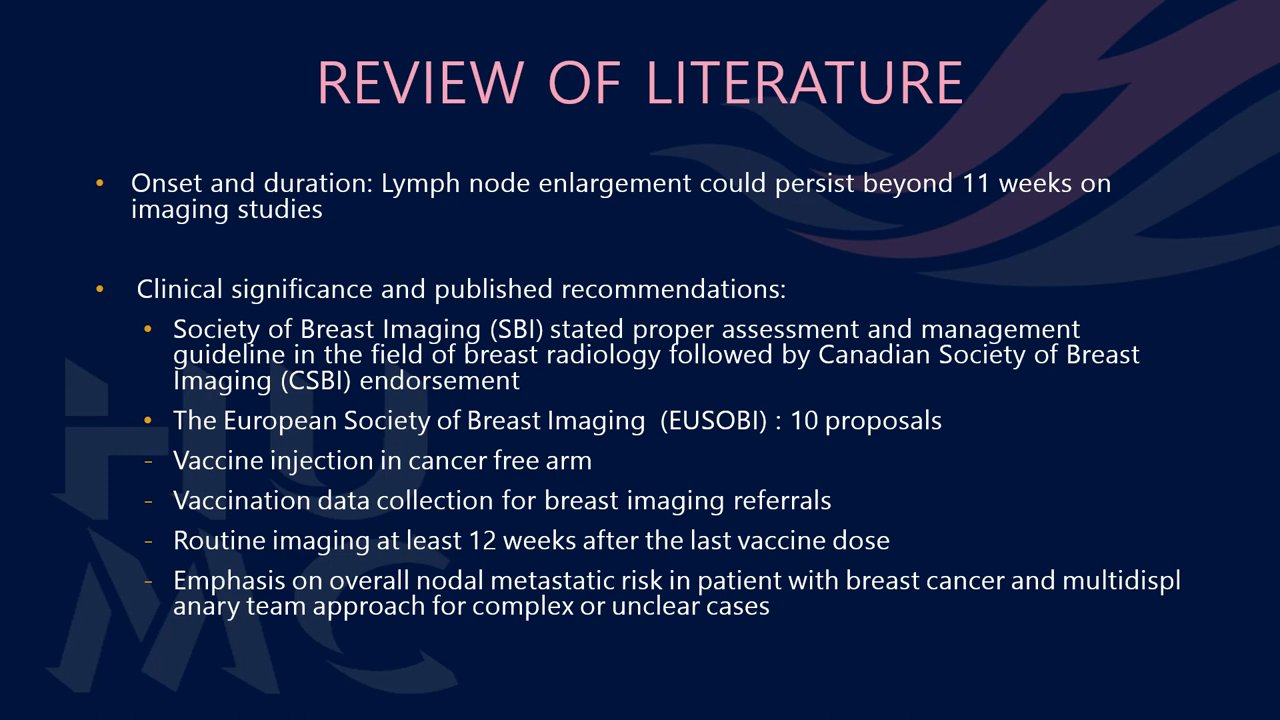 REVIEW OF LITERATURE
• Onset and duration: Lymph node enlargement could persist beyond 11 weeks on
imaging studies
• Clinical significance and published recommendations:
• Society of Breast Imaging (SBI) stated proper assessment and management
guideline in the field of breast radiology followed by Canadian Society of Breast
Imaging (CSBI) endorsement
• The European Society of Breast Imaging (EUSOBI) : 10 proposals
- Vaccine injection in cancer free arm
- Vaccination data collection for breast imaging referrals
- Routine imaging at least 12 weeks after the last vaccine dose
- Emphasis on overall nodal metastatic risk in patient with breast cancer and multidispl
anary team approach for complex or unclear cases
HU
MC